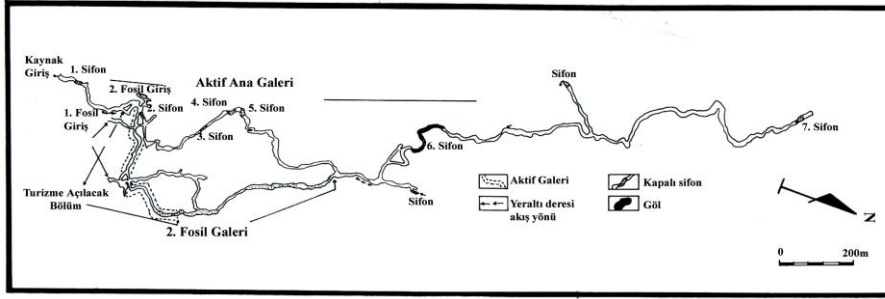 Kaynak
Giriş
1. Sifon
2. Fosil Giriş
Aktif Ana Galeri
1. Fosil
Giriş
2. Sifon
4. Sifon
5. Sifon
3. Sifon
Sifon
6. Sifon
7. Sifon
Turizme Açılacak
Bölüm
2. Fosil Galeri
Sifon
Aktif Galeri
Kapalı sifon
Yeraltı deresi
akış yönü
Göl
N
0 200m